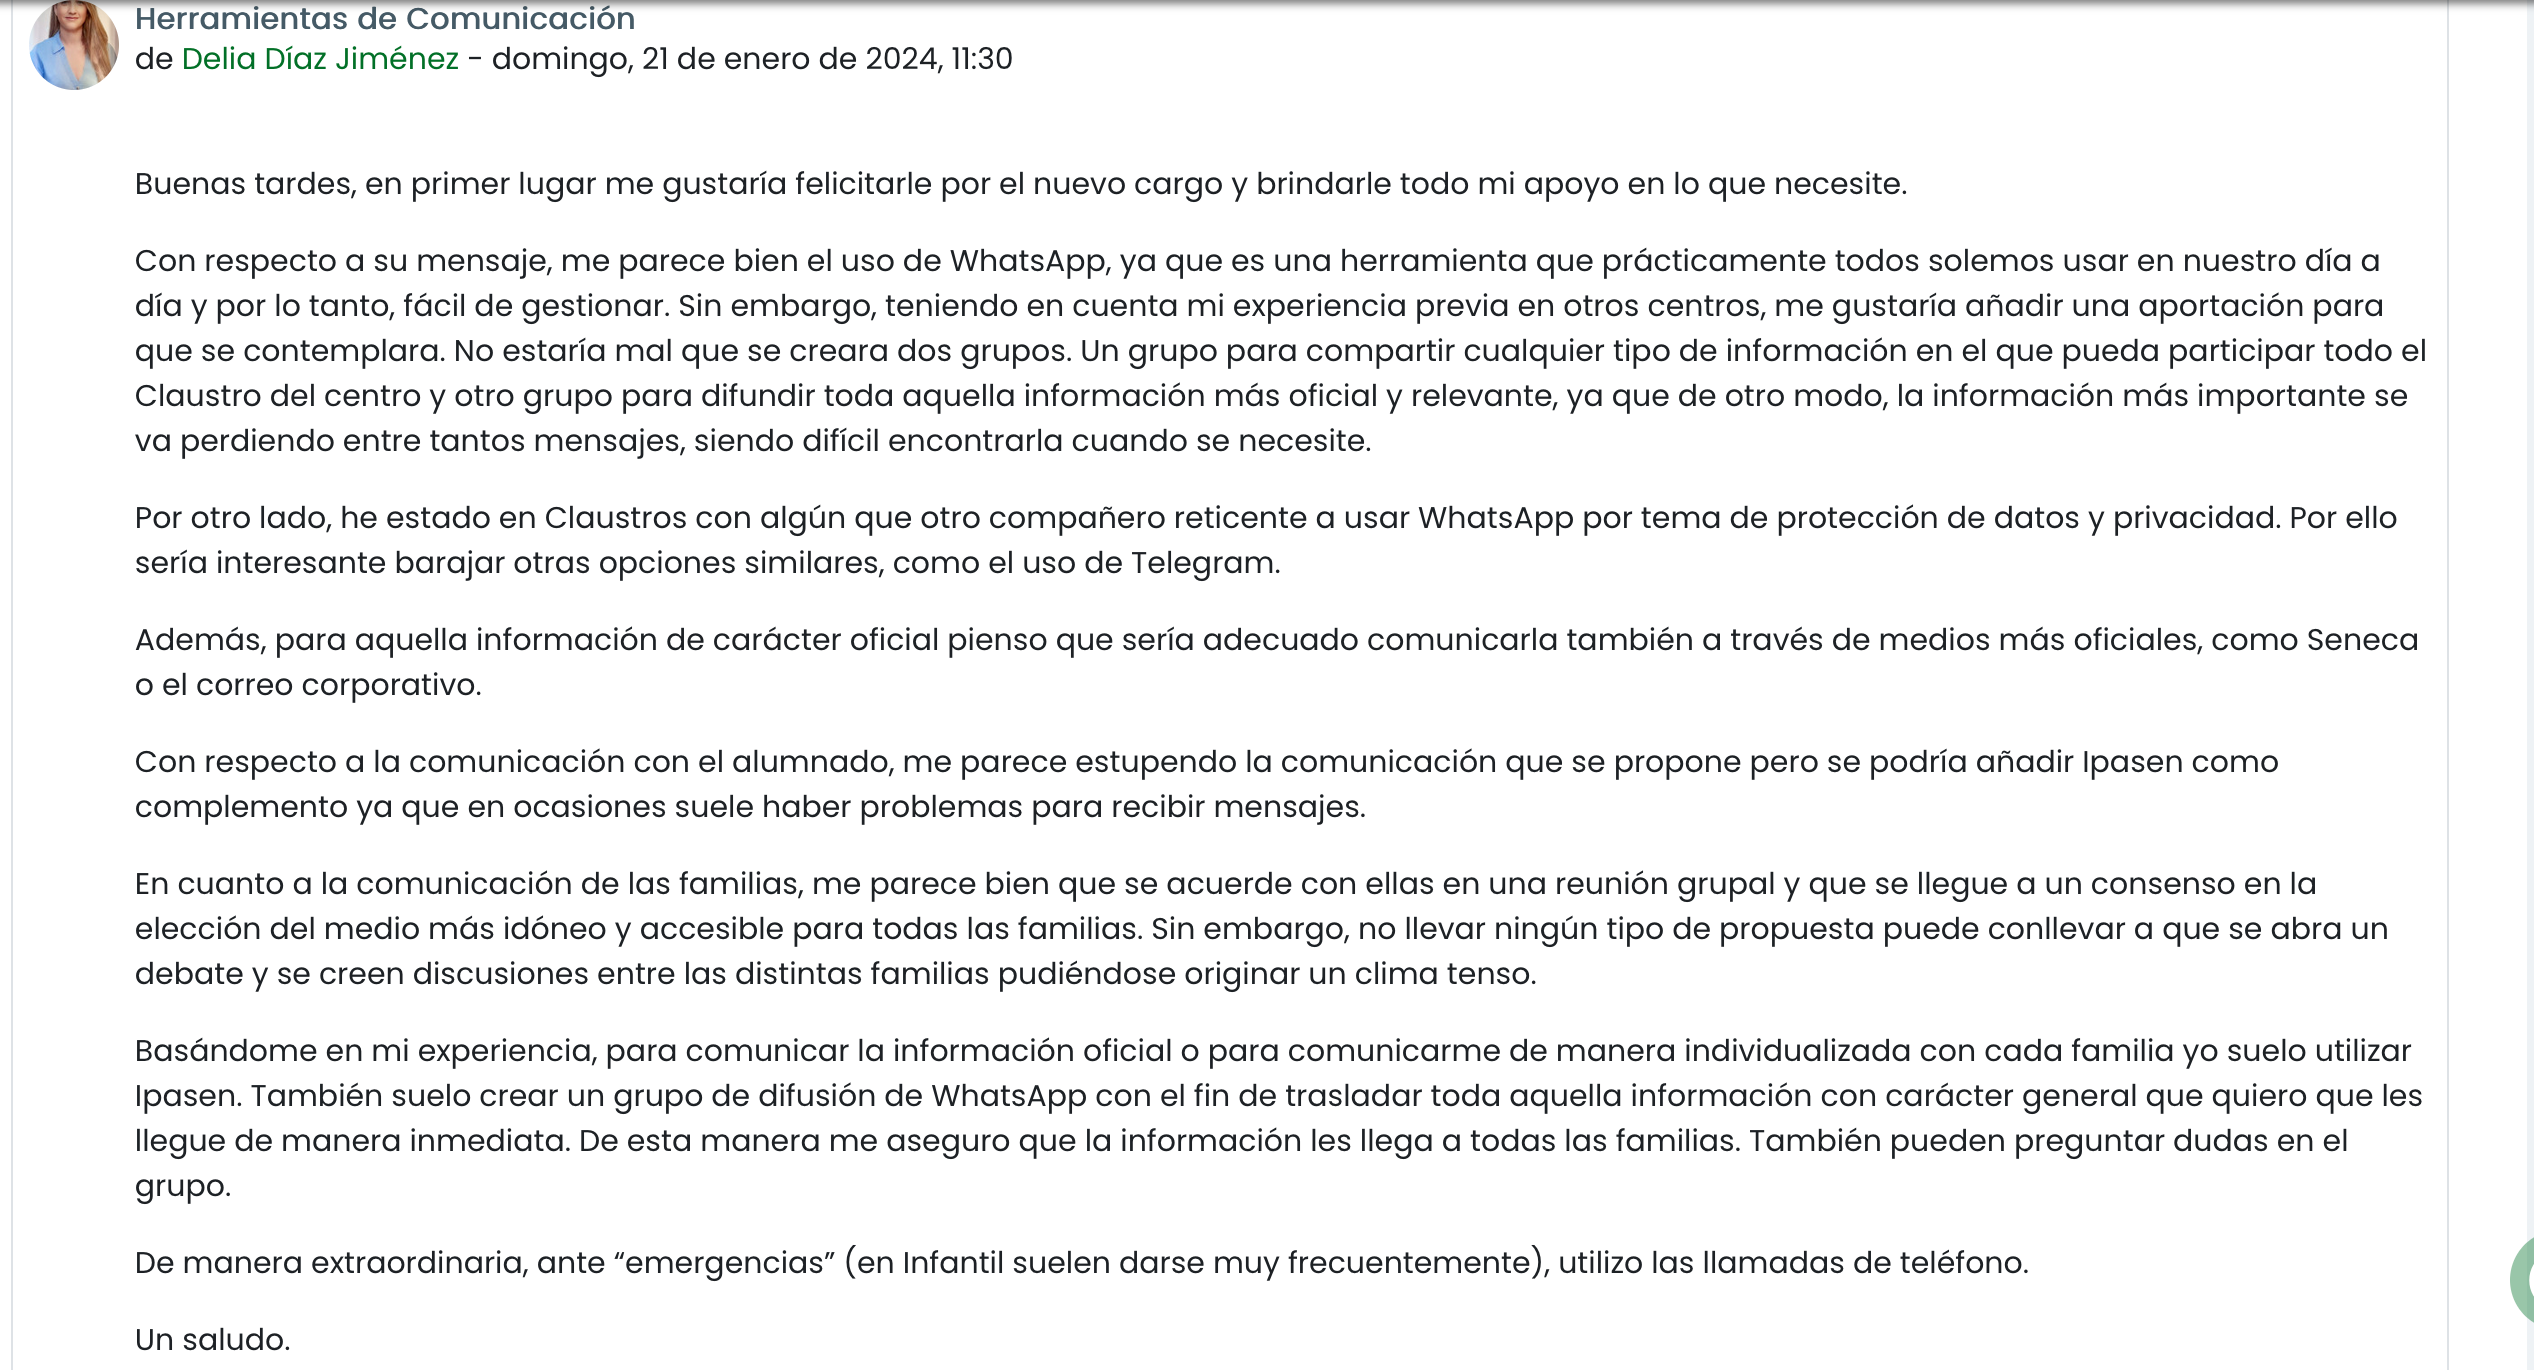 Herramientas de Comunicación
de Delia Díaz Jiménez - domingo, 21 de enero de 2024, 11:30
Buenas tardes, en primer lugar me gustaría felicitarle por el nuevo cargo y brindarle todo mi apoyo en lo que necesite.
Con respecto a su mensaje, me parece bien el uso de WhatsApp, ya que es una herramienta que prácticamente todos solemos usar en nuestro día a
día y por lo tanto, fácil de gestionar. Sin embargo, teniendo en cuenta mi experiencia previa en otros centros, me gustaría añadir una aportación para
que se contemplara. No estaría mal que se creara dos grupos. Un grupo para compartir cualquier tipo de información en el que pueda participar todo el
Claustro del centro y otro grupo para difundir toda aquella información más oficial y relevante, ya que de otro modo, la información más importante se
va perdiendo entre tantos mensajes, siendo difícil encontrarla cuando se necesite.
Por otro lado, he estado en Claustros con algún que otro compañero reticente a usar WhatsApp por tema de protección de datos y privacidad. Por ello
sería interesante barajar otras opciones similares, como el uso de Telegram.
Además, para aquella información de carácter oficial pienso que sería adecuado comunicarla también a través de medios más oficiales, como Seneca
o el correo corporativo.
Con respecto a la comunicación con el alumnado, me parece estupendo la comunicación que se propone pero se podría añadir Ipasen como
complemento ya que en ocasiones suele haber problemas para recibir mensajes.
En cuanto a la comunicación de las familias, me parece bien que se acuerde con ellas en una reunión grupal y que se llegue a un consenso en la
elección del medio más idóneo y accesible para todas las familias. Sin embargo, no llevar ningún tipo de propuesta puede conllevar a que se abra un
debate y se creen discusiones entre las distintas familias pudiéndose originar un clima tenso.
Basándome en mi experiencia, para comunicar la información oficial o para comunicarme de manera individualizada con cada familia yo suelo utilizar
Ipasen. También suelo crear un grupo de difusión de WhatsApp con el fin de trasladar toda aquella información con carácter general que quiero que les
llegue de manera inmediata. De esta manera me aseguro que la información les llega a todas las familias. También pueden preguntar dudas en el
grupo.
De manera extraordinaria, ante “emergencias” (en Infantil suelen darse muy frecuentemente), utilizo las llamadas de teléfono.
Un saludo.